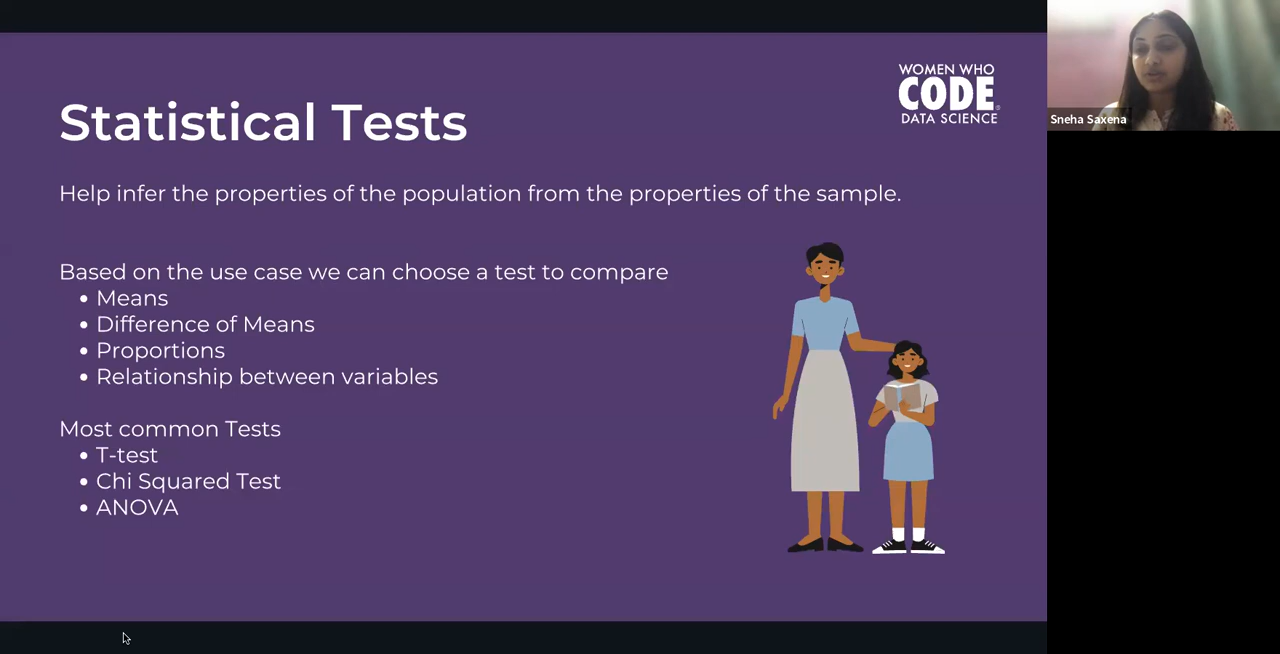 WOMEN WHO
CODE
DATA SCIENCE
Statistical Tests
Help infer the properties of the population from the properties of the sample.
Based on the use case we can choose a test to compare
• Means
• Difference of Means
• Proportions
• Relationship between variables
Most common Tests
• T-test
• Chi Squared Test
• ANOVA
Sneha Saxena